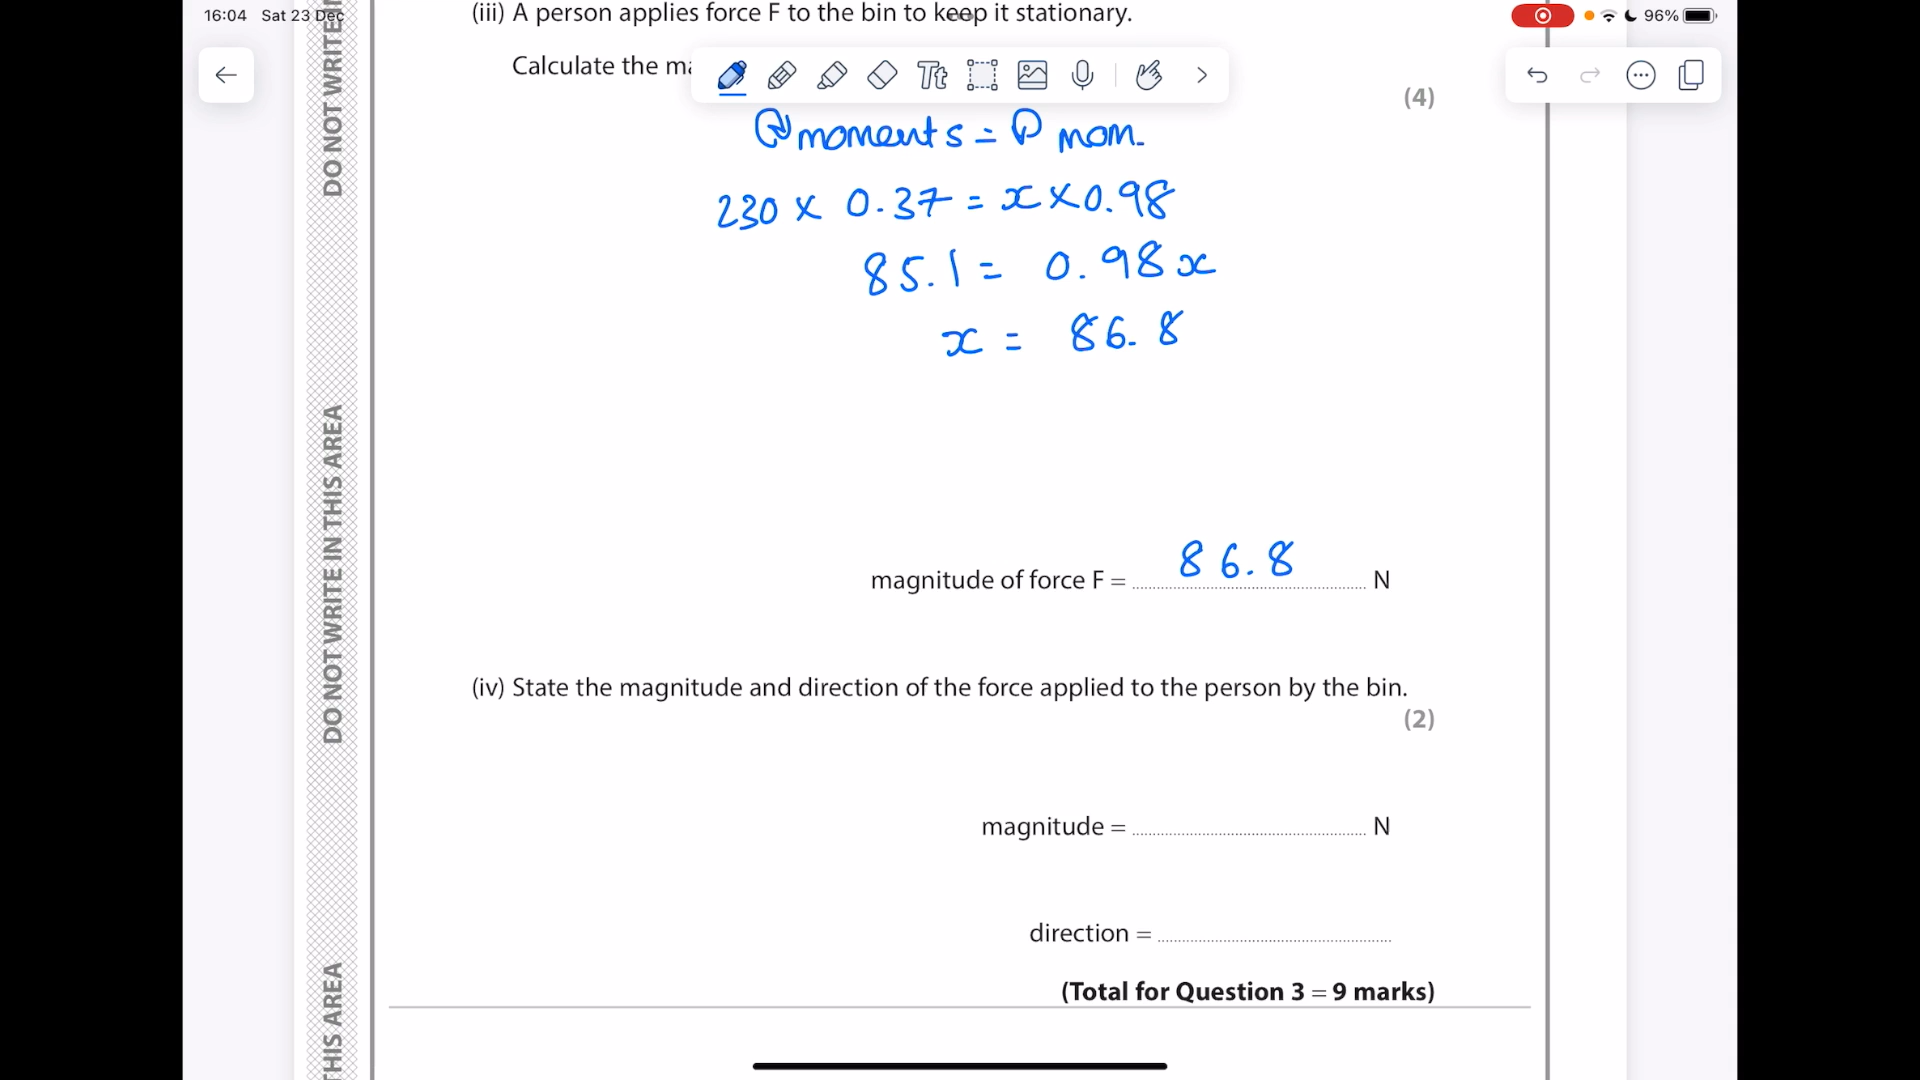 16:04 Sat 23 Dec
96%
DO NOT WRITE IN
DO NOT WRITE IN THIS AREA
THIS AREA
(iii) A person applies force F to the bin to keep it stationary.
Calculate the ma
Tt
(4)
moments = mom.
230 × 0.37 = x × 0.98
85.1 = 0.98x
x = 86.8
magnitude of force F = 86.8 N
(iv) State the magnitude and direction of the force applied to the person by the bin.
(2)
magnitude = N
direction =
(Total for Question 3 = 9 marks)